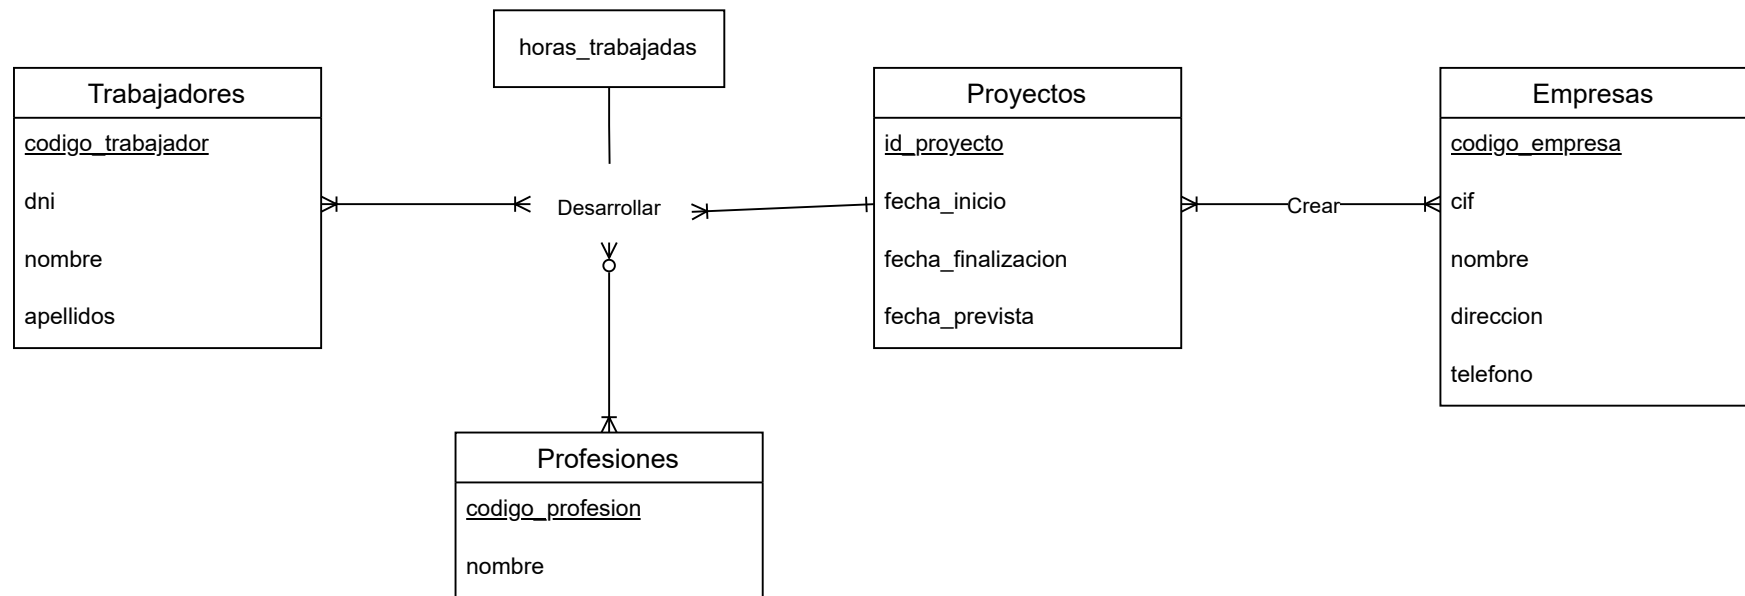 horas_trabajadas
Trabajadores
codigo_trabajador
dni
nombre
apellidos
Desarrollar
Proyectos
id_proyecto
fecha_inicio
fecha_finalizacion
fecha_prevista
Crear
Empresas
codigo_empresa
cif
nombre
direccion
telefono
Profesiones
codigo_profesion
nombre